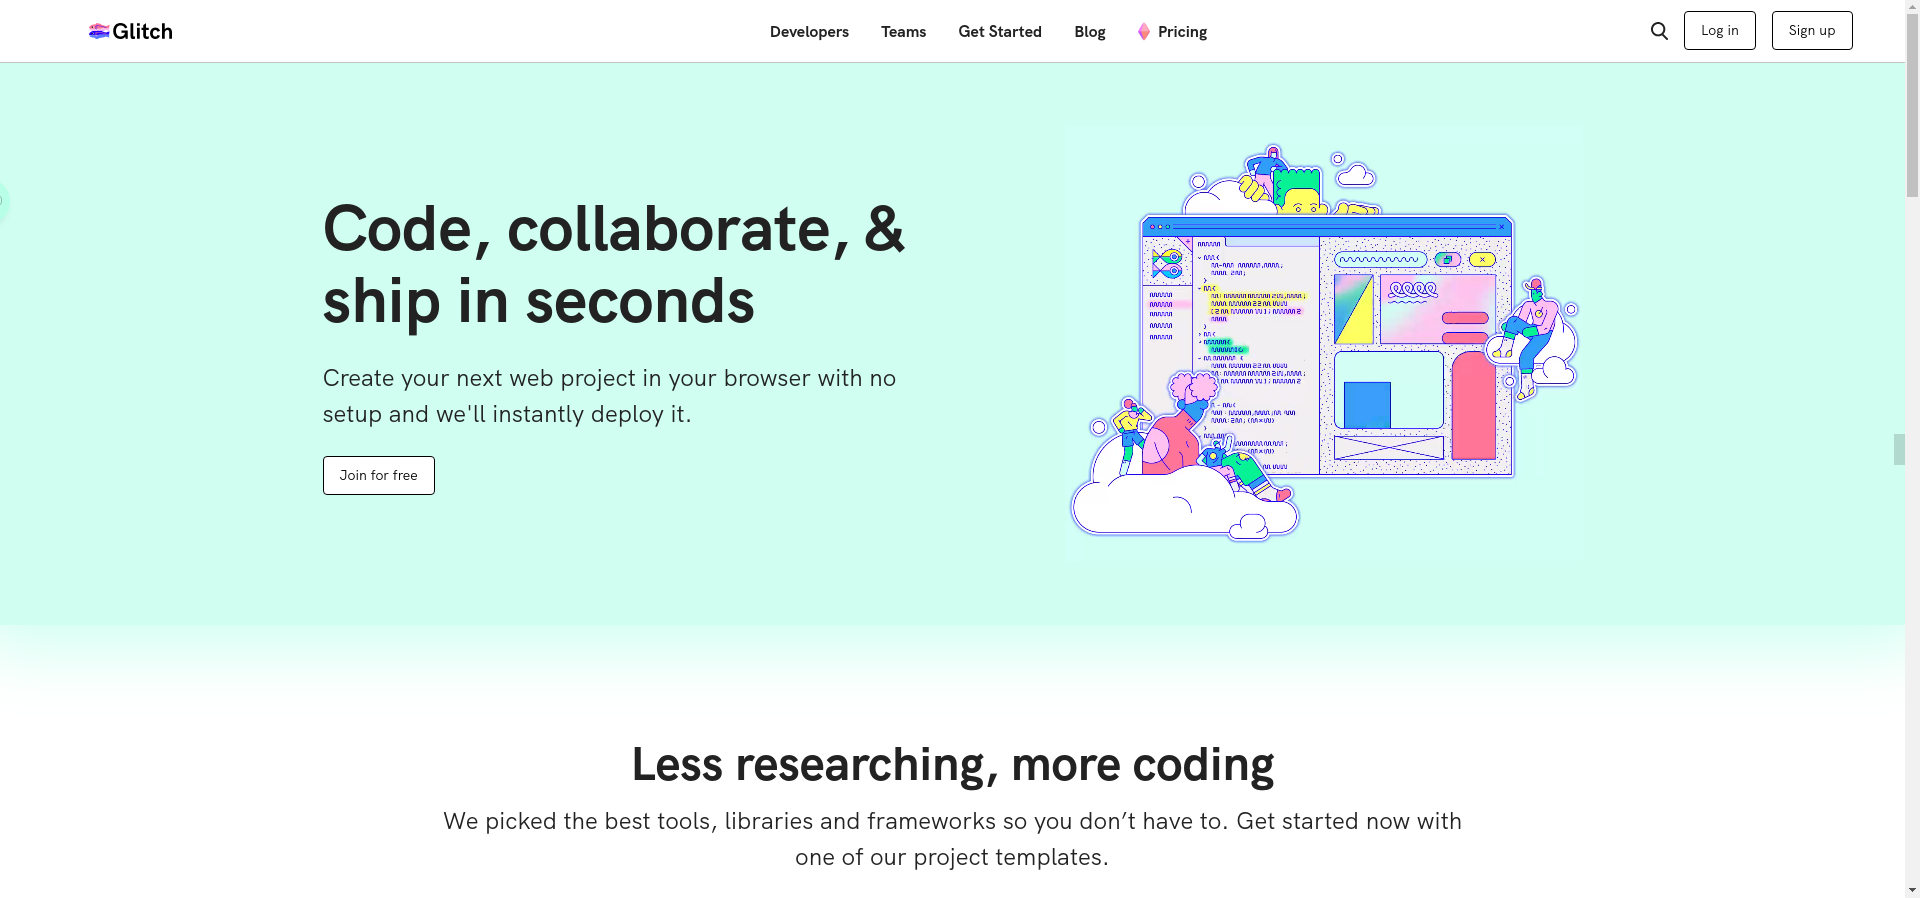 Glitch
Developers Teams Get Started Blog Pricing
Log in Sign up
Code, collaborate, &
ship in seconds
Create your next web project in your browser with no
setup and we'll instantly deploy it.
Join for free
Less researching, more coding
We picked the best tools, libraries and frameworks so you don’t have to. Get started now with
one of our project templates.